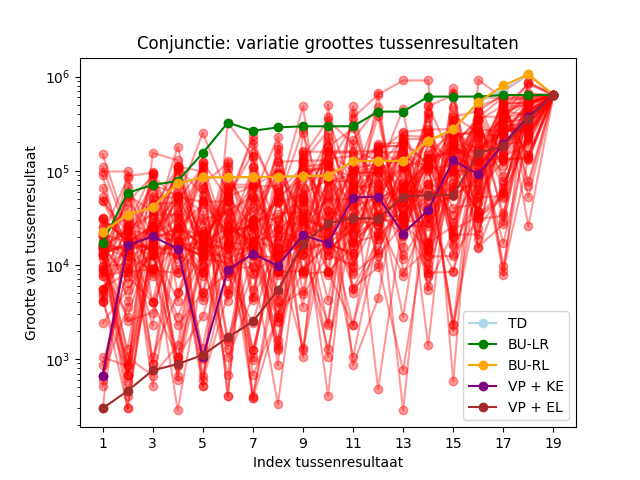 Conjunctie: variatie groottes tussenresultaten
Grootte van tussenresultaat
10^6
10^5
10^4
10^3
TD
BU-LR
BU-RL
VP + KE
VP + EL
1 3 5 7 9 11 13 15 17 19
Index tussenresultaat